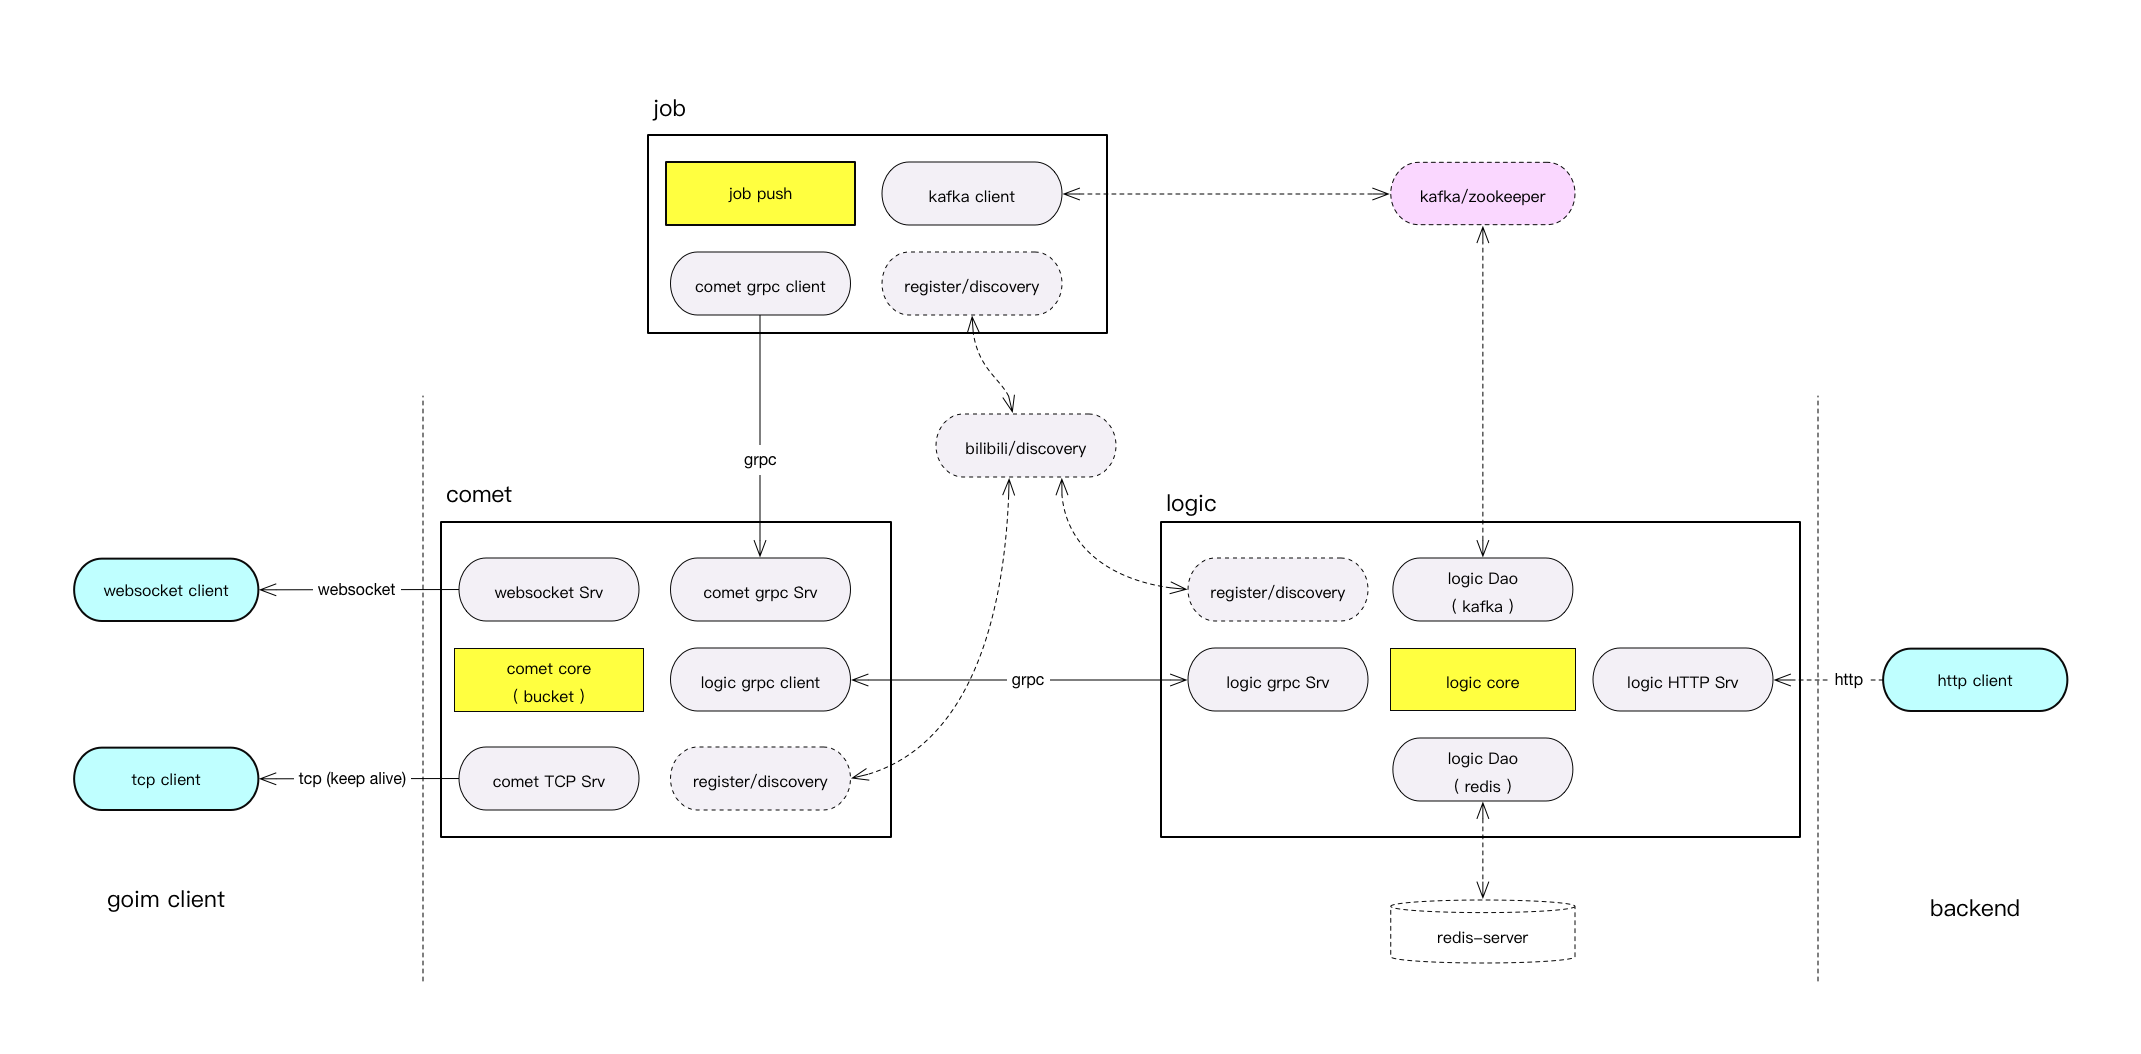 job
job push
kafka client
kafka/zookeeper
comet grpc client
register/discovery
bilibili/discovery
grpc
comet
logic
websocket client
websocket
websocket Srv
comet grpc Srv
register/discovery
logic Dao
( kafka )
comet core
( bucket )
logic grpc client
grpc
logic grpc Srv
logic core
logic HTTP Srv
http
http client
tcp client
tcp (keep alive)
comet TCP Srv
register/discovery
logic Dao
( redis )
goim client
backend
redis-server